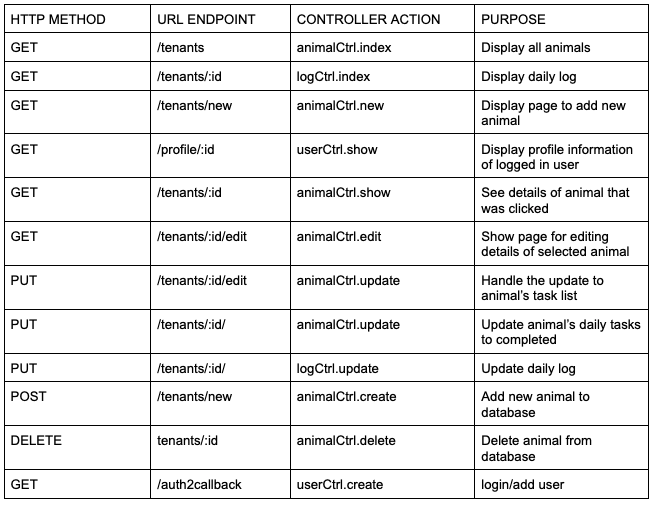 HTTP METHOD URL ENDPOINT CONTROLLER ACTION PURPOSE
GET /tenants animalCtrl.index Display all animals
GET /tenants/:id logCtrl.index Display daily log
GET /tenants/new animalCtrl.new Display page to add new
animal
GET /profile/:id userCtrl.show Display profile information
of logged in user
GET /tenants/:id animalCtrl.show See details of animal that
was clicked
GET /tenants/:id/edit animalCtrl.edit Show page for editing
details of selected animal
PUT /tenants/:id/edit animalCtrl.update Handle the update to
animal’s task list
PUT /tenants/:id/ animalCtrl.update Update animal’s daily tasks
to completed
PUT /tenants/:id/ logCtrl.update Update daily log
POST /tenants/new animalCtrl.create Add new animal to
database
DELETE tenants/:id animalCtrl.delete Delete animal from
database
GET /auth2callback userCtrl.create login/add user